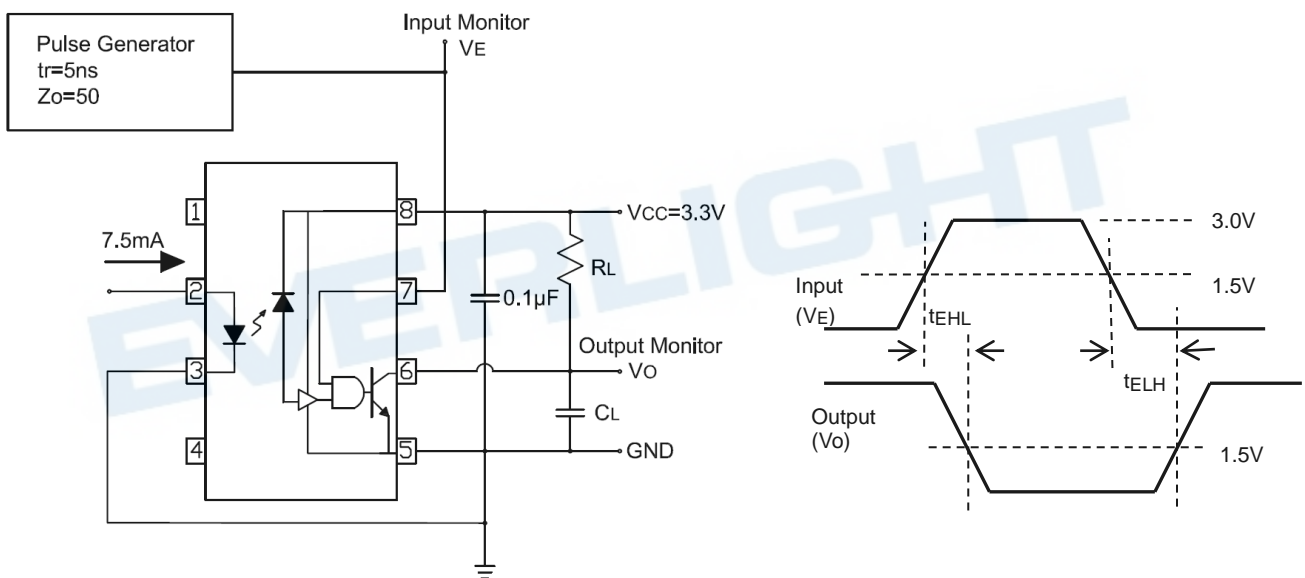 Pulse Generator
tr=5ns
Zo=50
Input Monitor
VE
1
2
3
4
8
7
6
5
7.5mA
VCC=3.3V
RL
0.1µF
Output Monitor
VO
CL
GND
EVERLIGHT
3.0V
1.5V
Input
(VE)
tEHL
tELH
Output
(Vo)
1.5V